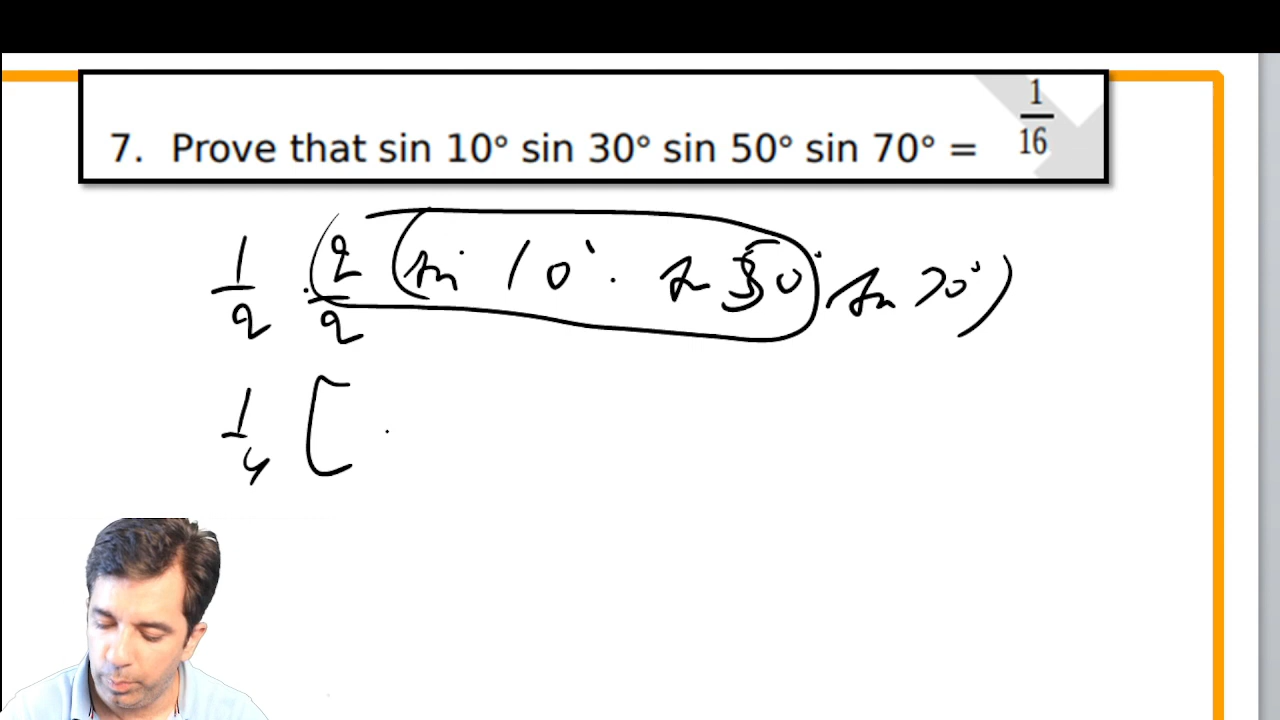 7. Prove that sin 10° sin 30° sin 50° sin 70° = 1/16
1/2 · 2/2 (sin 10° · sin 50° sin 70°)
1/4 [ ·